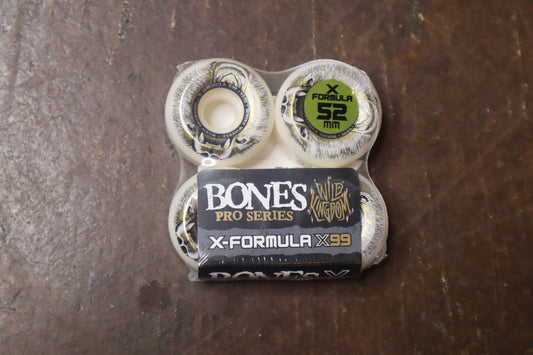 X
FORMULA
52
MM
BONES
PRO SERIES
WILD
KINGDOM
X-FORMULA X99
BONES X